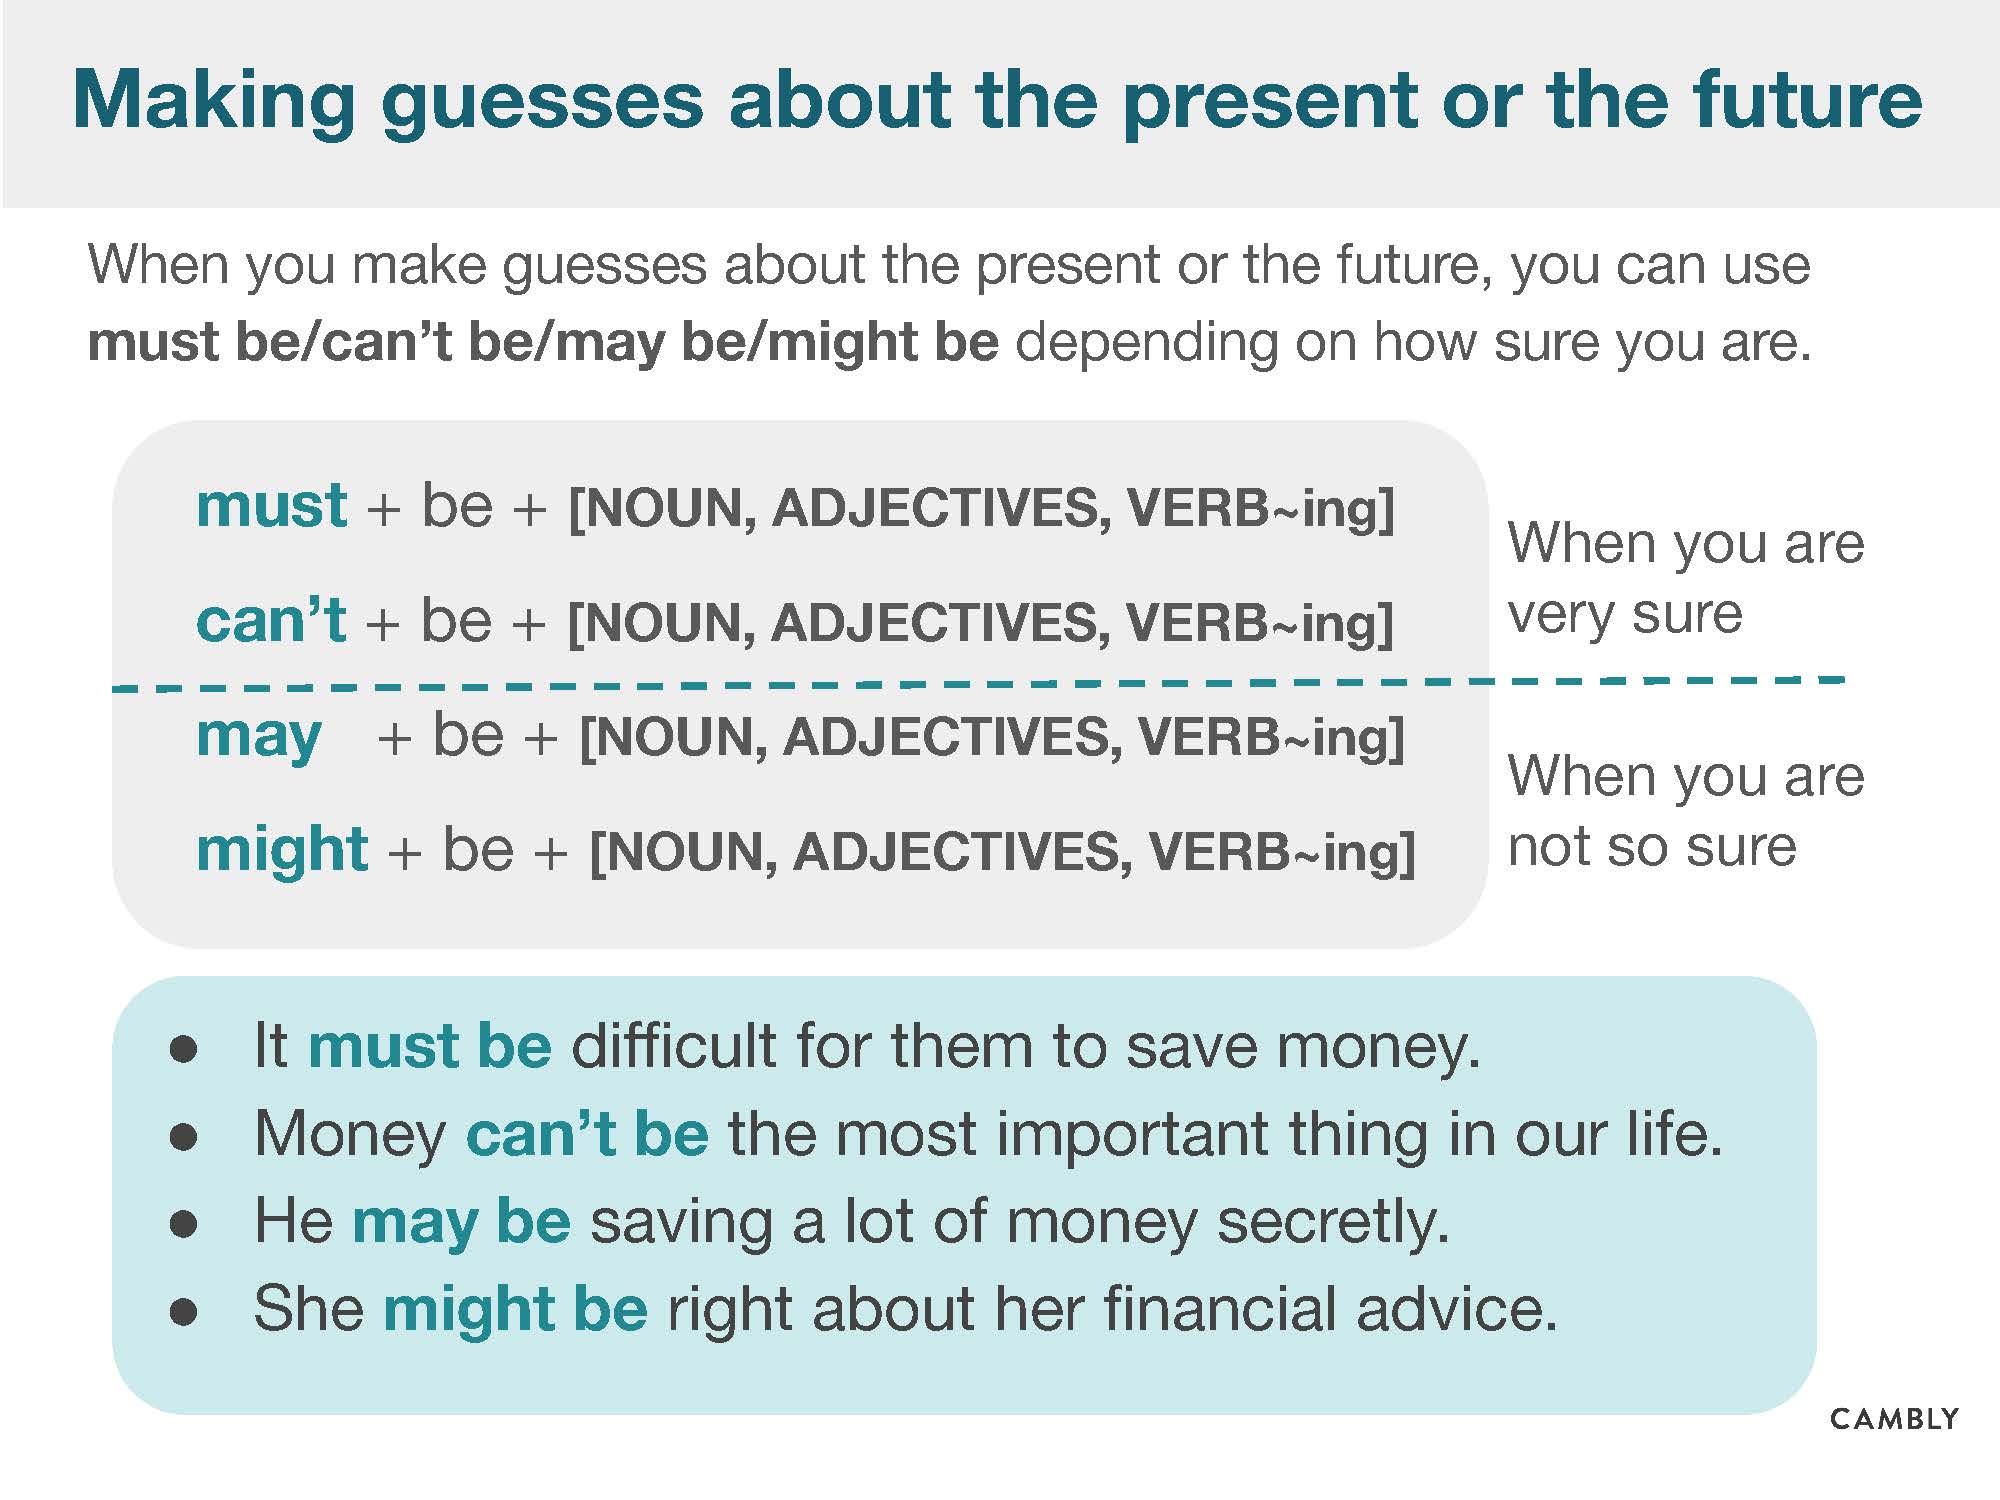 Making guesses about the present or the future
When you make guesses about the present or the future, you can use
must be/can’t be/may be/might be depending on how sure you are.
must + be + [NOUN, ADJECTIVES, VERB~ing]
can’t + be + [NOUN, ADJECTIVES, VERB~ing]
When you are
very sure
may + be + [NOUN, ADJECTIVES, VERB~ing]
might + be + [NOUN, ADJECTIVES, VERB~ing]
When you are
not so sure
● It must be difficult for them to save money.
● Money can’t be the most important thing in our life.
● He may be saving a lot of money secretly.
● She might be right about her financial advice.
CAMBLY